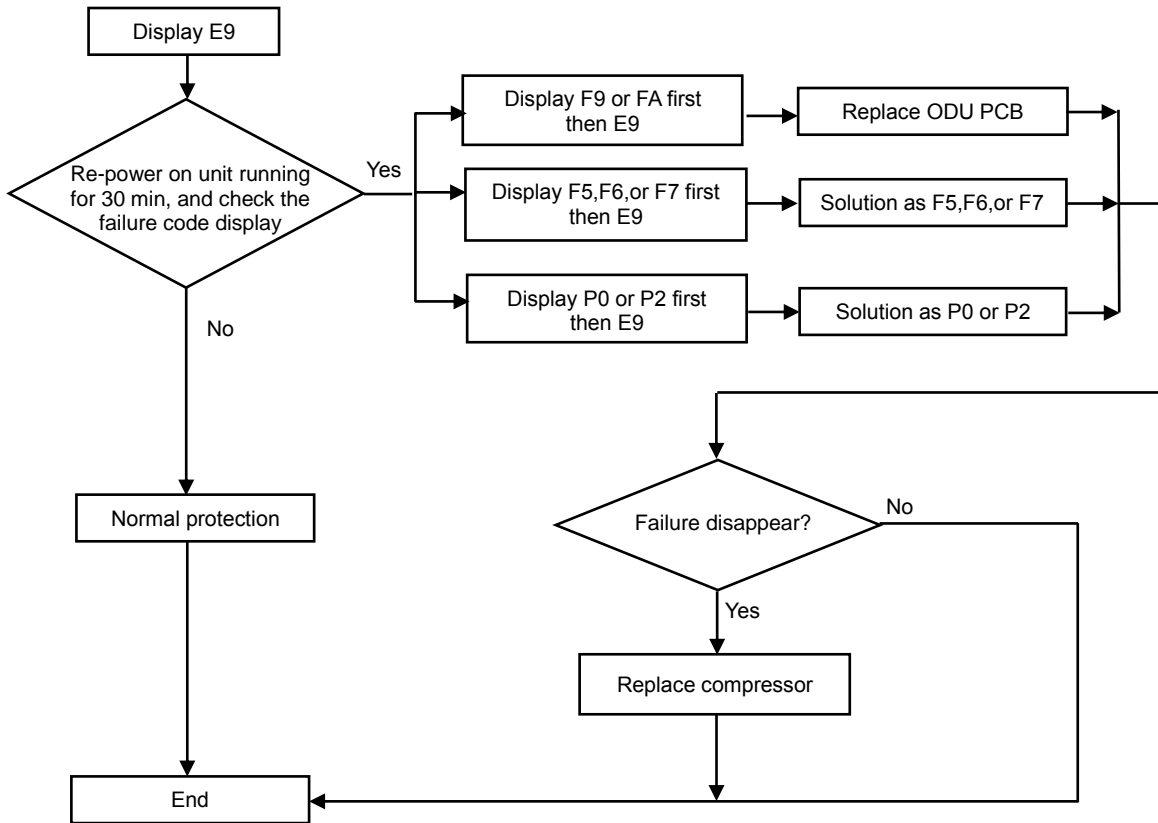 Display E9
Re-power on unit running
for 30 min, and check the
failure code display
Yes
No
Display F9 or FA first
then E9
Replace ODU PCB
Display F5,F6,or F7 first
then E9
Solution as F5,F6,or F7
Display P0 or P2 first
then E9
Solution as P0 or P2
Normal protection
Failure disappear?
No
Yes
Replace compressor
End